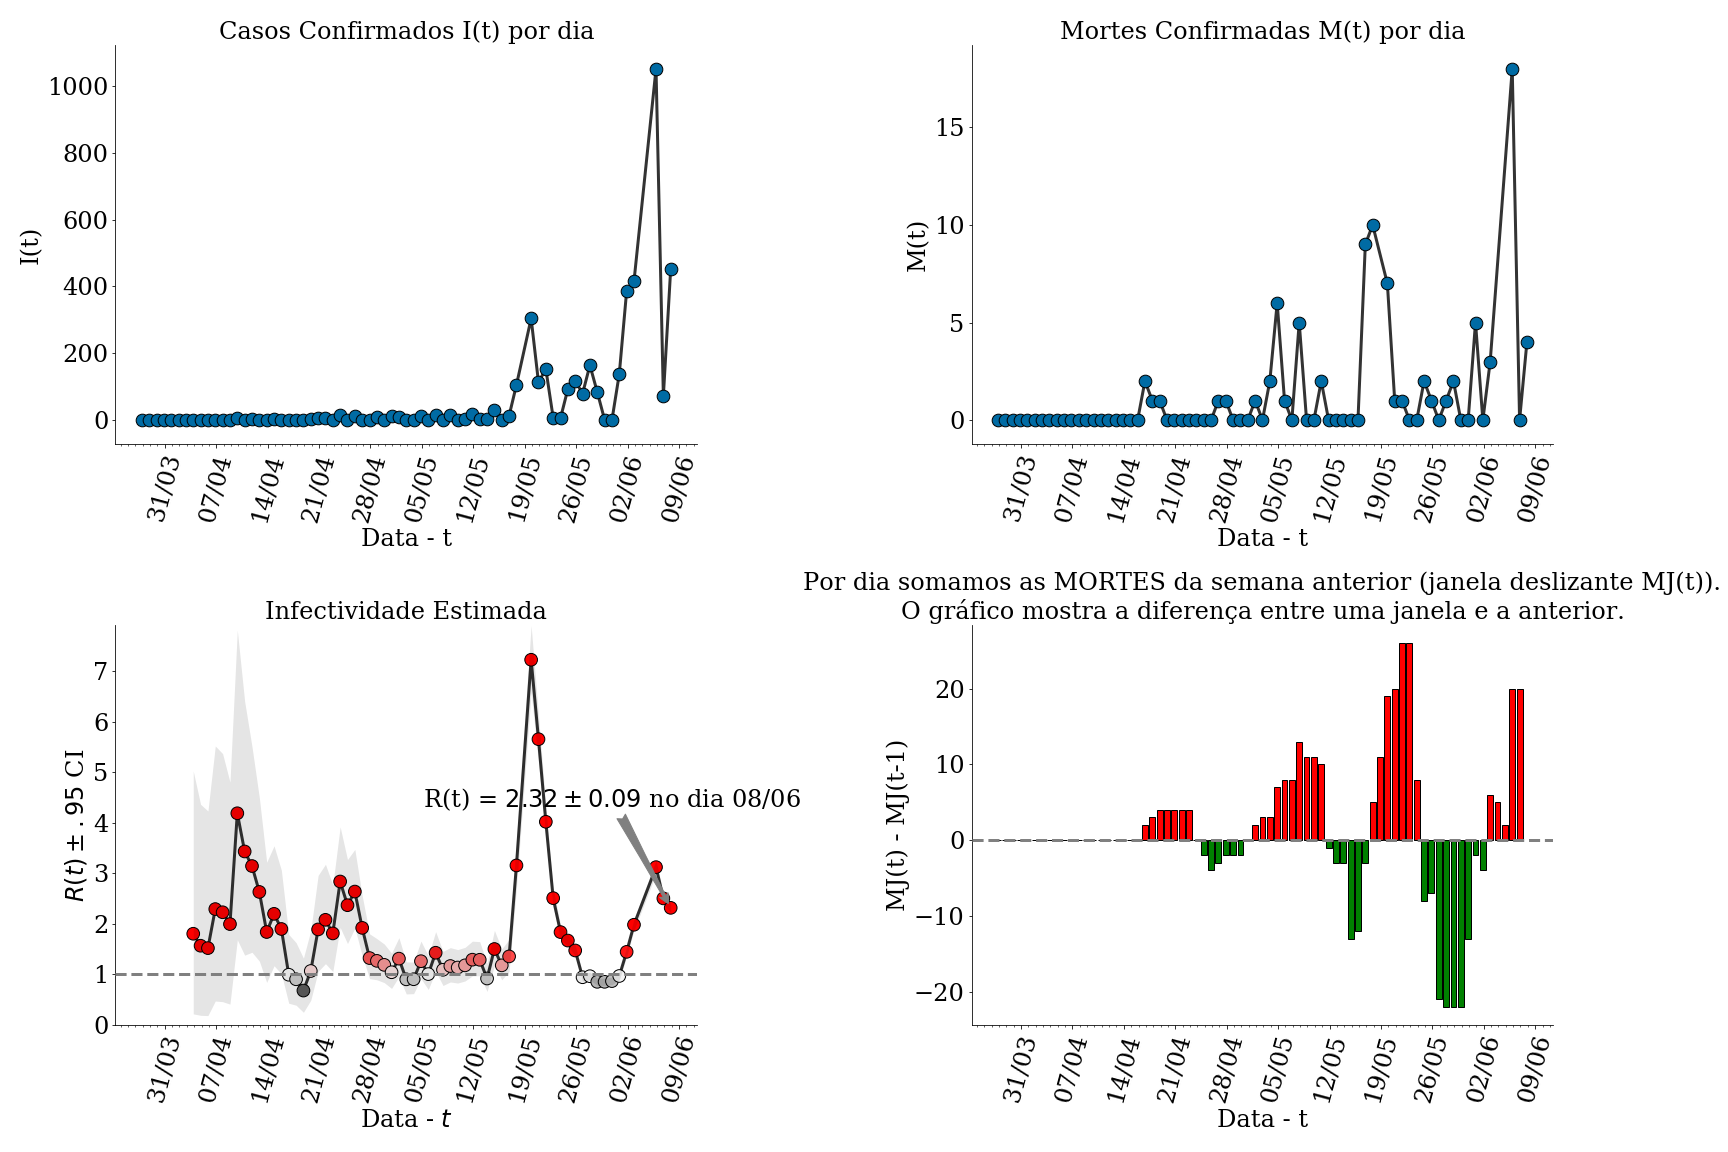 Casos Confirmados I(t) por dia
1000
800
600
400
200
0
I(t)
31/03 07/04 14/04 21/04 28/04 05/05 12/05 19/05 26/05 02/06 09/06
Data - t
Mortes Confirmadas M(t) por dia
15
10
5
0
M(t)
31/03 07/04 14/04 21/04 28/04 05/05 12/05 19/05 26/05 02/06 09/06
Data - t
Infectividade Estimada
7
6
5
4
3
2
1
0
R(t) ± .95 CI
R(t) = 2.32 ± 0.09 no dia 08/06
31/03 07/04 14/04 21/04 28/04 05/05 12/05 19/05 26/05 02/06 09/06
Data - t
Por dia somamos as MORTES da semana anterior (janela deslizante MJ(t)).
O gráfico mostra a diferença entre uma janela e a anterior.
20
10
0
−10
−20
MJ(t) - MJ(t-1)
31/03 07/04 14/04 21/04 28/04 05/05 12/05 19/05 26/05 02/06 09/06
Data - t